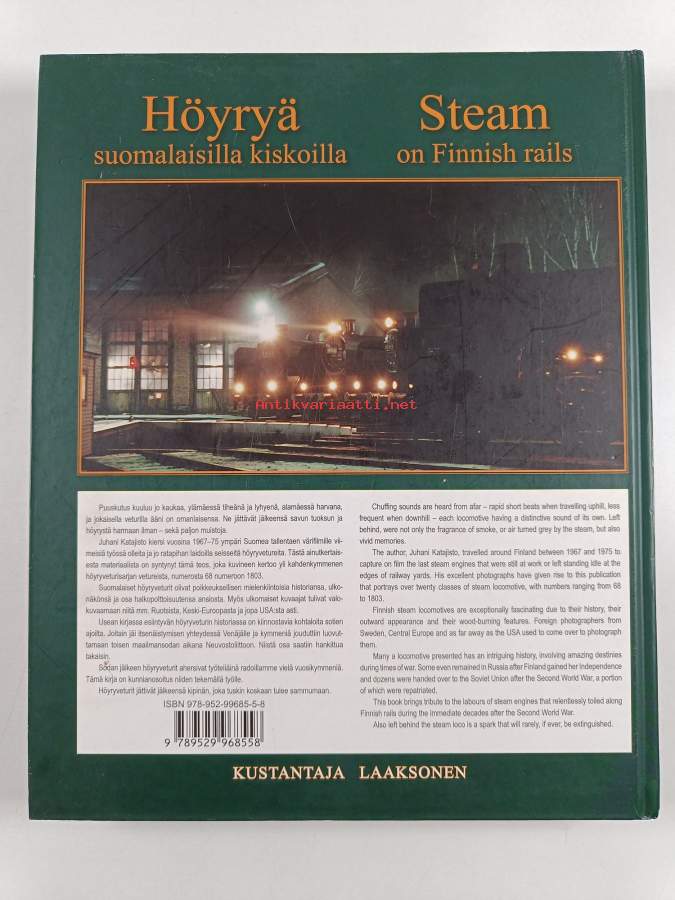 Höyryä
suomalaisilla kiskoilla
Steam
on Finnish rails
Antikvariaatti.net
Puuskutus kuuluu jo kaukaa, ylämäessä tiheänä ja lyhyenä, alamäessä harvana,
ja jokaisella veturilla ääni on omanlaisensa. Ne jättävät jälkeensä savun tuoksun ja
höyrystä harmaan ilman – sekä paljon muistoja.
Juhani Katajisto kiersi vuosina 1967–75 ympäri Suomea tallentaen värifilmille vii-
meisiä työssä olleita ja jo ratapihan laidoilla seisseitä höyryvetureita. Tästä ainutkertais-
esta materiaalista on syntynyt tämä teos, joka kuvineen kertoo yli kahdenkymmenen
höyryveturisarjan vetureista, numerosta 68 numeroon 1803.
Suomalaiset höyryveturit olivat poikkeuksellisen mielenkiintoisia historiansa, ulko-
näkönsä ja osa halkopolttoisuutensa ansiosta. Myös ulkomaiset kuvaajat tulivat valo-
kuvaamaan niitä mm. Ruotsista, Keski-Euroopasta ja jopa USA:sta asti.
Usean kirjassa esiintyvän höyryveturin historiassa on kiinnostavia kohtaloita sotien
ajoilta. Joitain jäi itsenäistymisen yhteydessä Venäjälle ja kymmeniä jouduttiin luovut-
tamaan toisen maailmansodan aikana Neuvostoliittoon. Niistä osa saatiin hankittua
takaisin.
Sodan jälkeen höyryveturit ahersivat työteliäinä radoillamme vielä vuosikymmeniä.
Tämä kirja on kunnianosoitus niiden tekemällä työlle.
Höyryveturit jättivät jälkeensä kipinän, joka tuskin koskaan tulee sammumaan.
ISBN 978-952-99685-5-8
9 789529 968558
Chuffing sounds are heard from afar – rapid short beats when travelling uphill, less
frequent when downhill – each locomotive having a distinctive sound of its own. Left
behind, were not only the fragrance of smoke, or air turned grey by the steam, but also
vivid memories.
The author, Juhani Katajisto, travelled around Finland between 1967 and 1975 to
capture on film the last steam engines that were still at work or left standing idle at the
edges of railway yards. His excellent photographs have given rise to this publication
that portrays over twenty classes of steam locomotive, with numbers ranging from 68
to 1803.
Finnish steam locomotives are exceptionally fascinating due to their history, their
outward appearance and their wood-burning features. Foreign photographers from
Sweden, Central Europe and as far away as the USA used to come over to photograph
them.
Many a locomotive presented has an intriguing history, involving amazing destinies
during times of war. Some even remained in Russia after Finland gained her Independence
and dozens were handed over to the Soviet Union after the Second World War, a portion
of which were repatriated.
This book brings tribute to the labours of steam engines that relentlessly toiled along
Finnish rails during the immediate decades after the Second World War.
Also left behind the steam loco is a spark that will rarely, if ever, be extinguished.
KUSTANTAJA LAAKSONEN